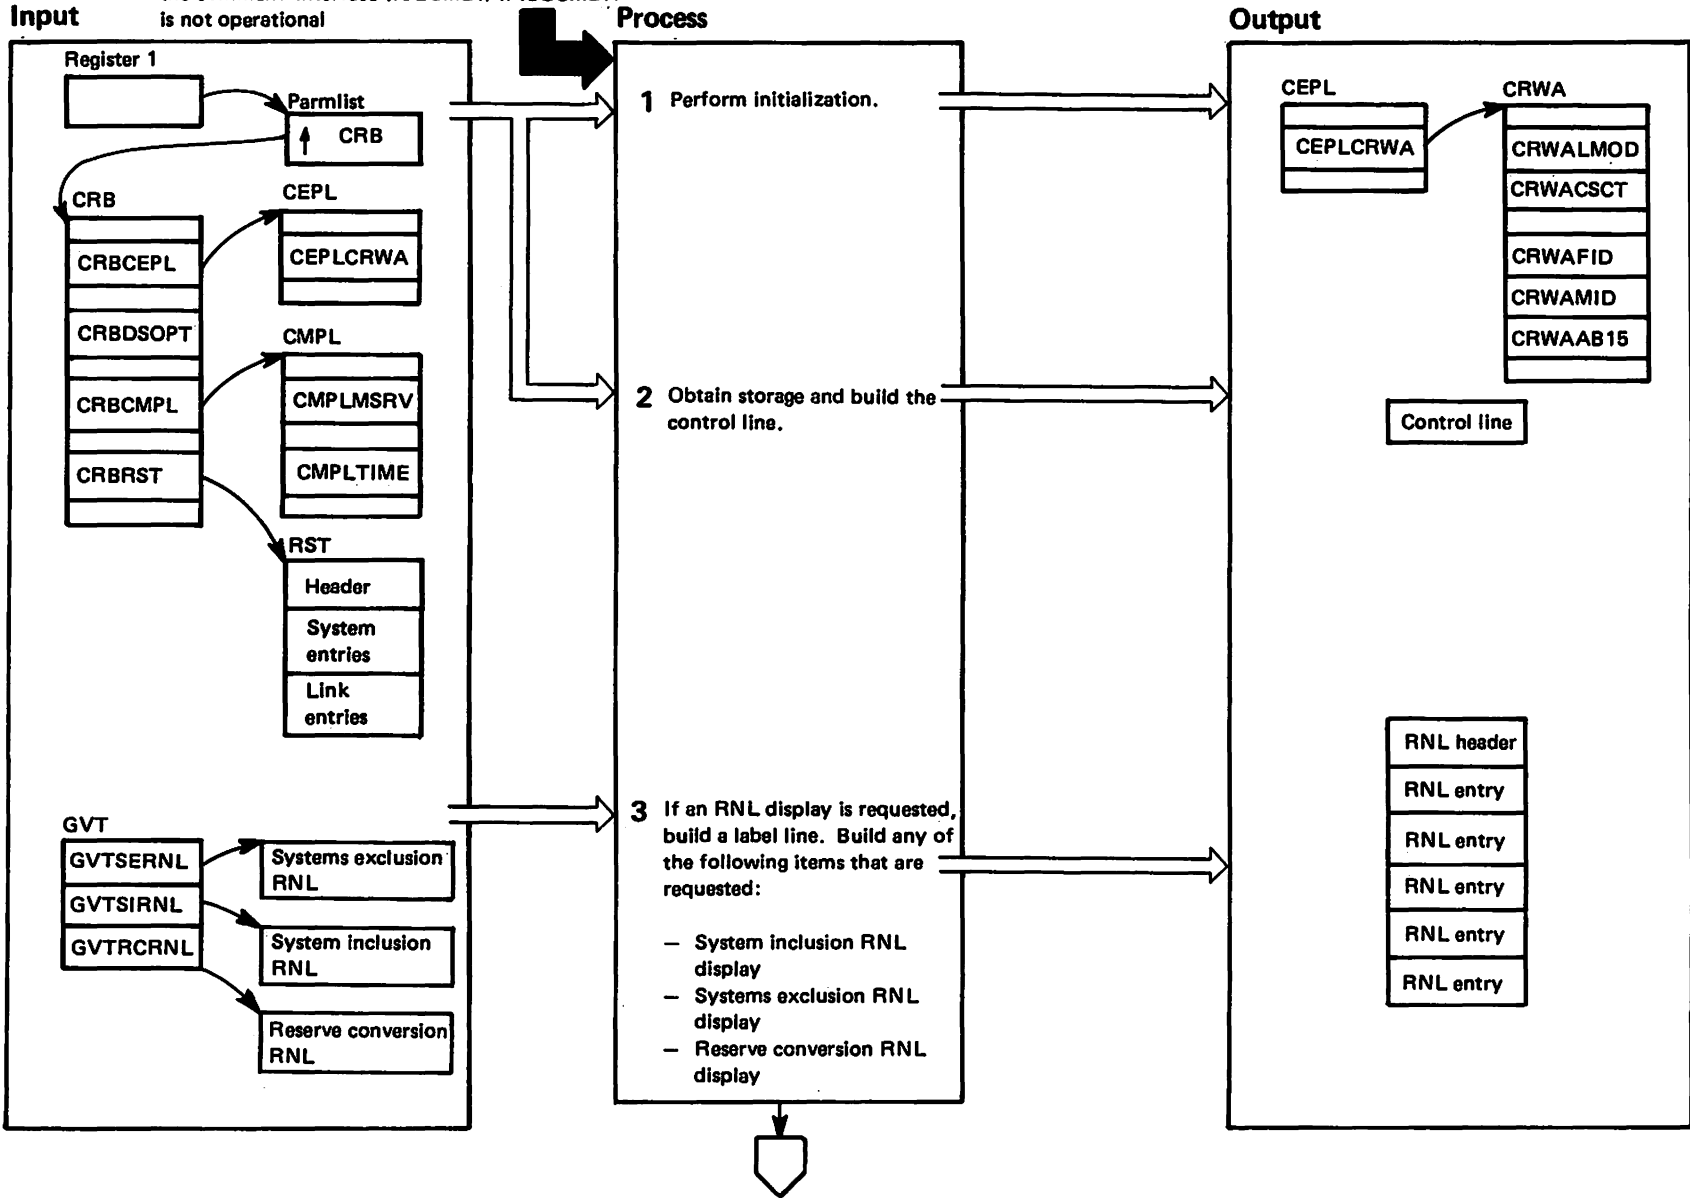 Input
is not operational
Process
Output
Register 1
Parmlist
CRB
CRB
CRBCEPL
CRBDSOPT
CRBCMPL
CRBRST
CEPL
CEPLCRWA
CMPL
CMPLMSRV
CMPLTIME
RST
Header
System
entries
Link
entries
GVT
GVTSERNL
GVTSIRNL
GVTRCRNL
Systems exclusion
RNL
System inclusion
RNL
Reserve conversion
RNL
1 Perform initialization.
2 Obtain storage and build the
control line.
3 If an RNL display is requested,
build a label line. Build any of
the following items that are
requested:
— System inclusion RNL
display
— Systems exclusion RNL
display
— Reserve conversion RNL
display
CEPL
CEPLCRWA
CRWA
CRWALMOD
CRWACSCT
CRWAFID
CRWAMID
CRWAAB15
Control line
RNL header
RNL entry
RNL entry
RNL entry
RNL entry
RNL entry